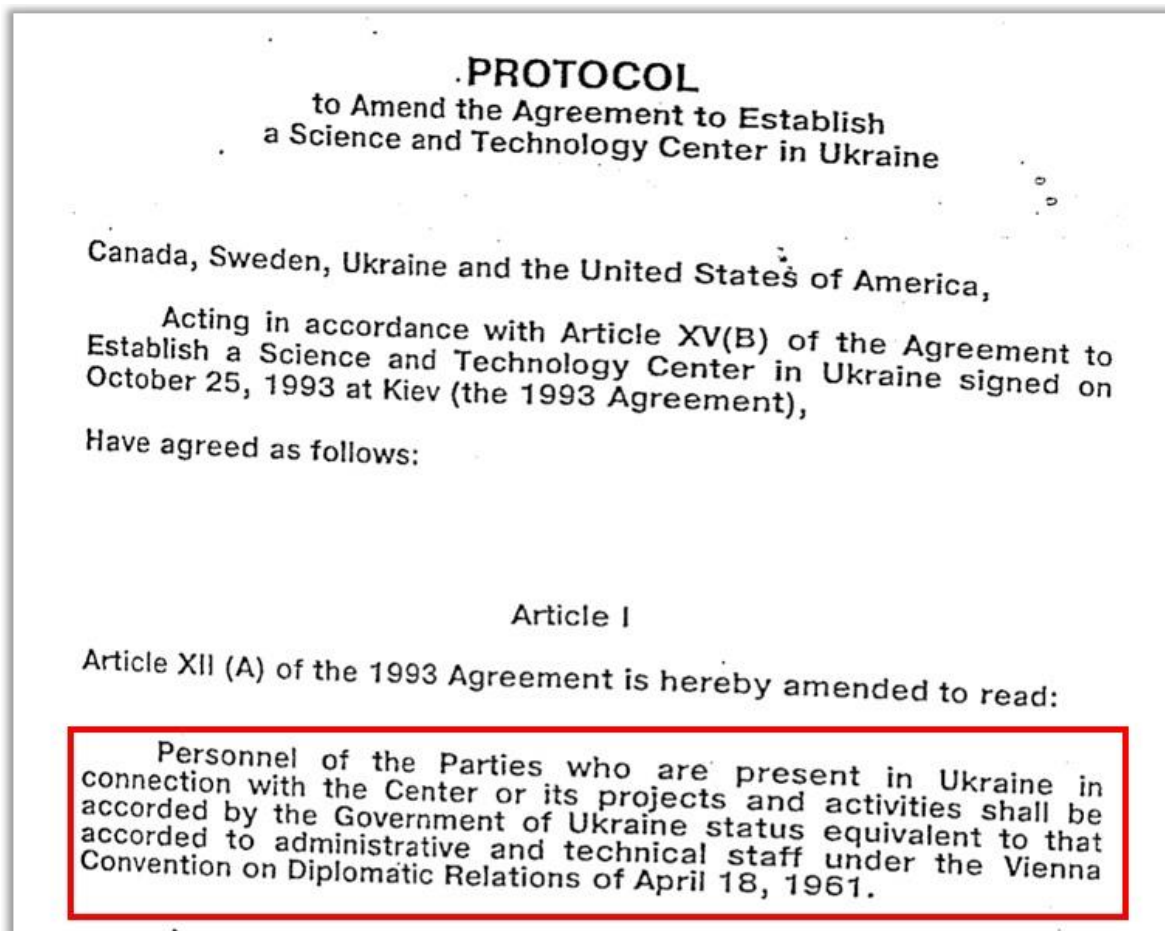 PROTOCOL
to Amend the Agreement to Establish
a Science and Technology Center in Ukraine
Canada, Sweden, Ukraine and the United States of America,
Acting in accordance with Article XV(B) of the Agreement to
Establish a Science and Technology Center in Ukraine signed on
October 25, 1993 at Kiev (the 1993 Agreement),
Have agreed as follows:
Article I
Article XII (A) of the 1993 Agreement is hereby amended to read:
Personnel of the Parties who are present in Ukraine in
connection with the Center or its projects and activities shall be
accorded by the Government of Ukraine status equivalent to that
accorded to administrative and technical staff under the Vienna
Convention on Diplomatic Relations of April 18, 1961.